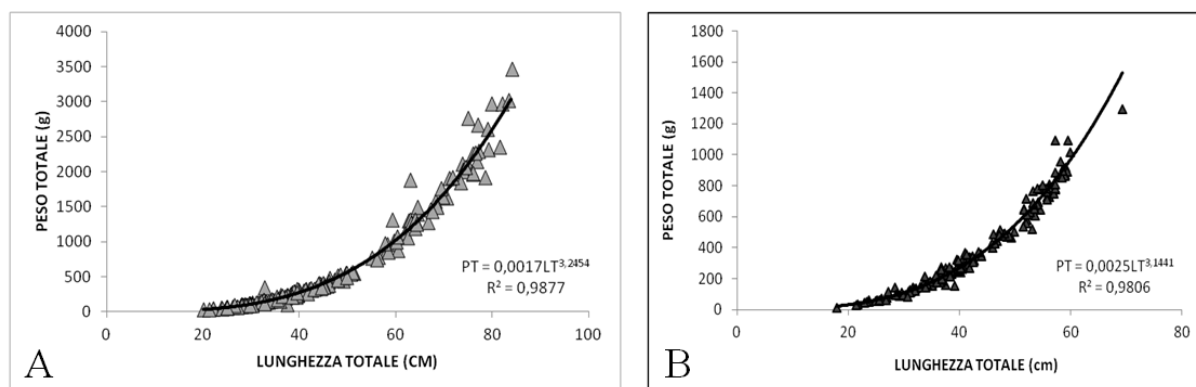 4000
3500
3000
2500
2000
1500
1000
500
0
PESO TOTALE (g)
0 20 40 60 80 100
LUNGHEZZA TOTALE (CM)
PT = 0,0017LT^3,2454
R² = 0,9877
A
1800
1600
1400
1200
1000
800
600
400
200
0
PESO TOTALE (g)
0 20 40 60 80
LUNGHEZZA TOTALE (cm)
PT = 0,0025LT^3,1441
R² = 0,9806
B